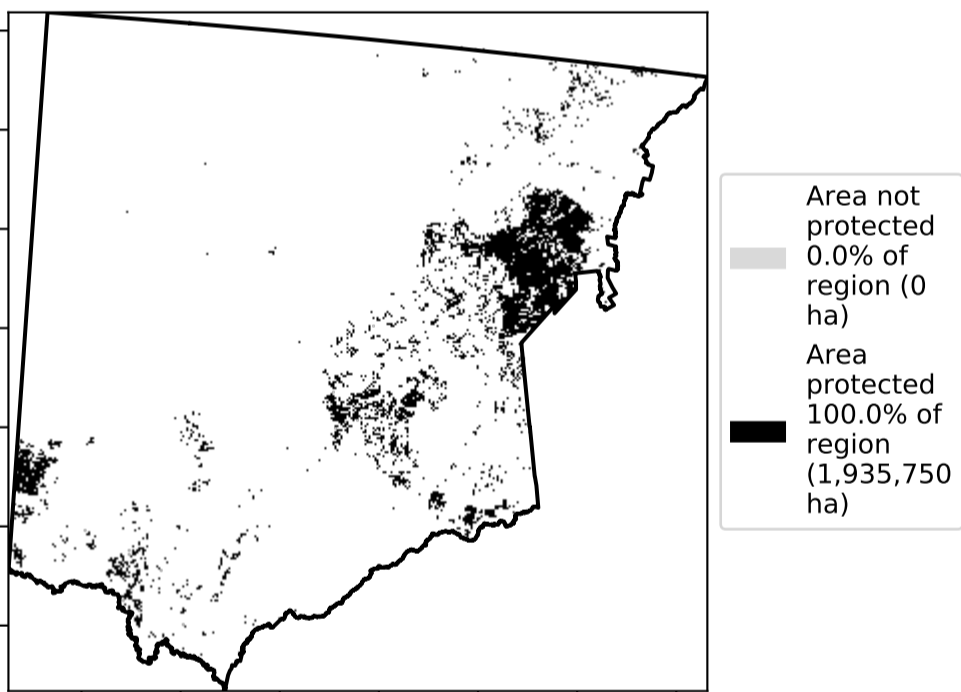 Area not
protected
0.0% of
region (0
ha)
Area
protected
100.0% of
region
(1,935,750
ha)